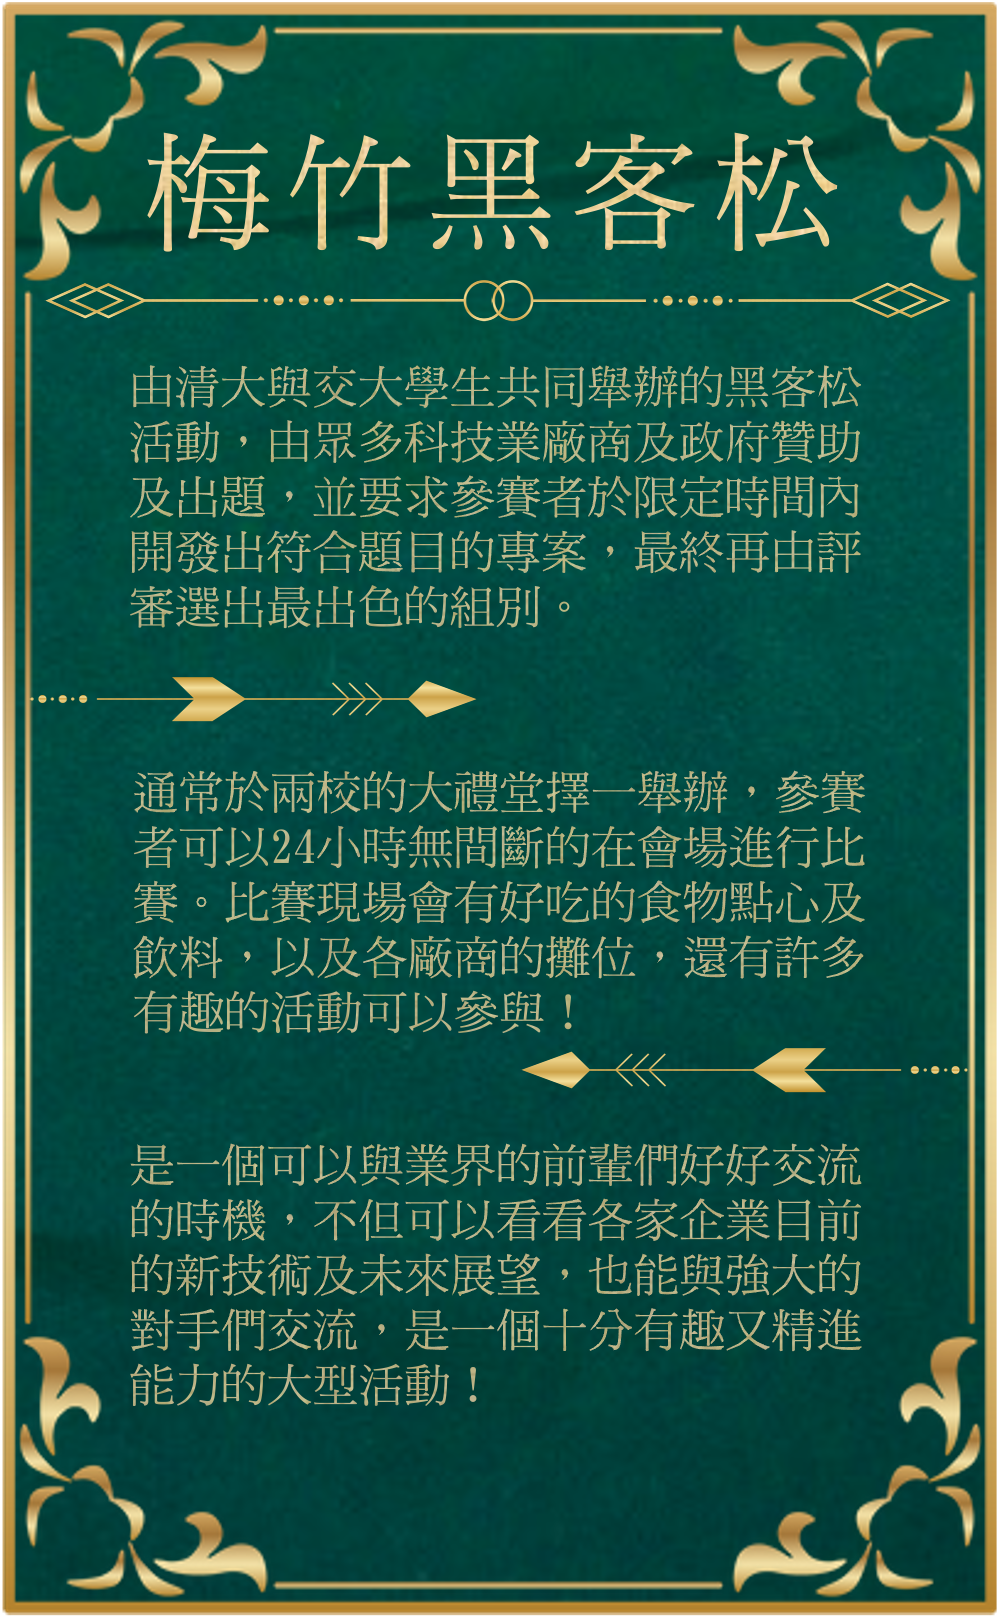 梅竹黑客松
由清大與交大學生共同舉辦的黑客松
活動，由眾多科技業廠商及政府贊助
及出題，並要求參賽者於限定時間內
開發出符合題目的專案，最終再由評
審選出最出色的組別。
通常於兩校的大禮堂擇一舉辦，參賽
者可以24小時無間斷的在會場進行比
賽。比賽現場會有好吃的食物點心及
飲料，以及各廠商的攤位，還有許多
有趣的活動可以參與！
是一個可以與業界的前輩們好好交流
的時機，不但可以看看各家企業目前
的新技術及未來展望，也能與強大的
對手們交流，是一個十分有趣又精進
能力的大型活動！